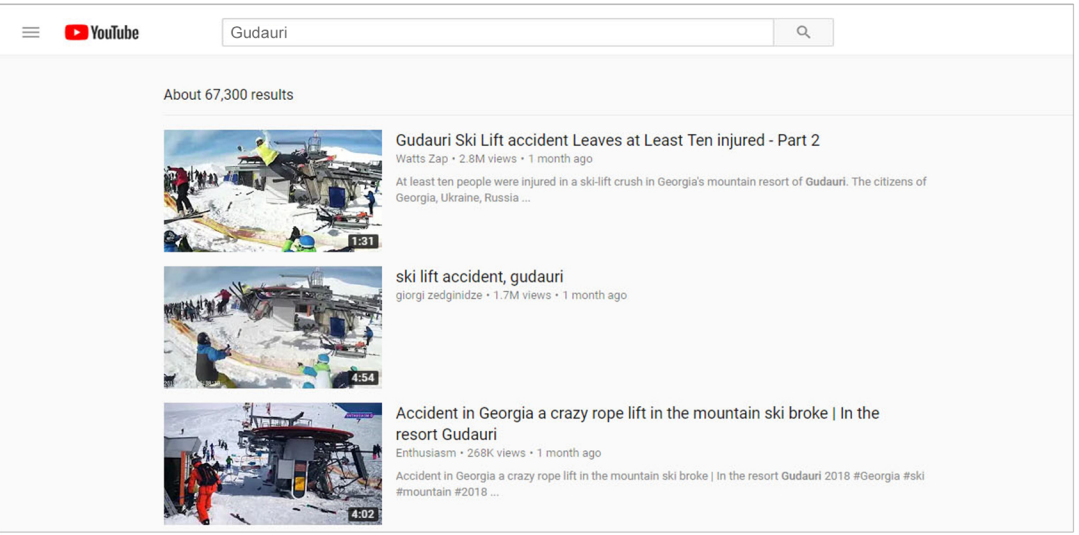 YouTube
Gudauri
About 67,300 results
Gudauri Ski Lift accident Leaves at Least Ten injured - Part 2
Watts Zap • 2.8M views • 1 month ago
At least ten people were injured in a ski-lift crush in Georgia's mountain resort of Gudauri. The citizens of
Georgia, Ukraine, Russia ...
1:31
ski lift accident, gudauri
giorgi zedginidze • 1.7M views • 1 month ago
4:54
Accident in Georgia a crazy rope lift in the mountain ski broke | In the
resort Gudauri
Enthusiasm • 268K views • 1 month ago
Accident in Georgia a crazy rope lift in the mountain ski broke | In the resort Gudauri 2018 #Georgia #ski
#mountain #2018 ...
4:02